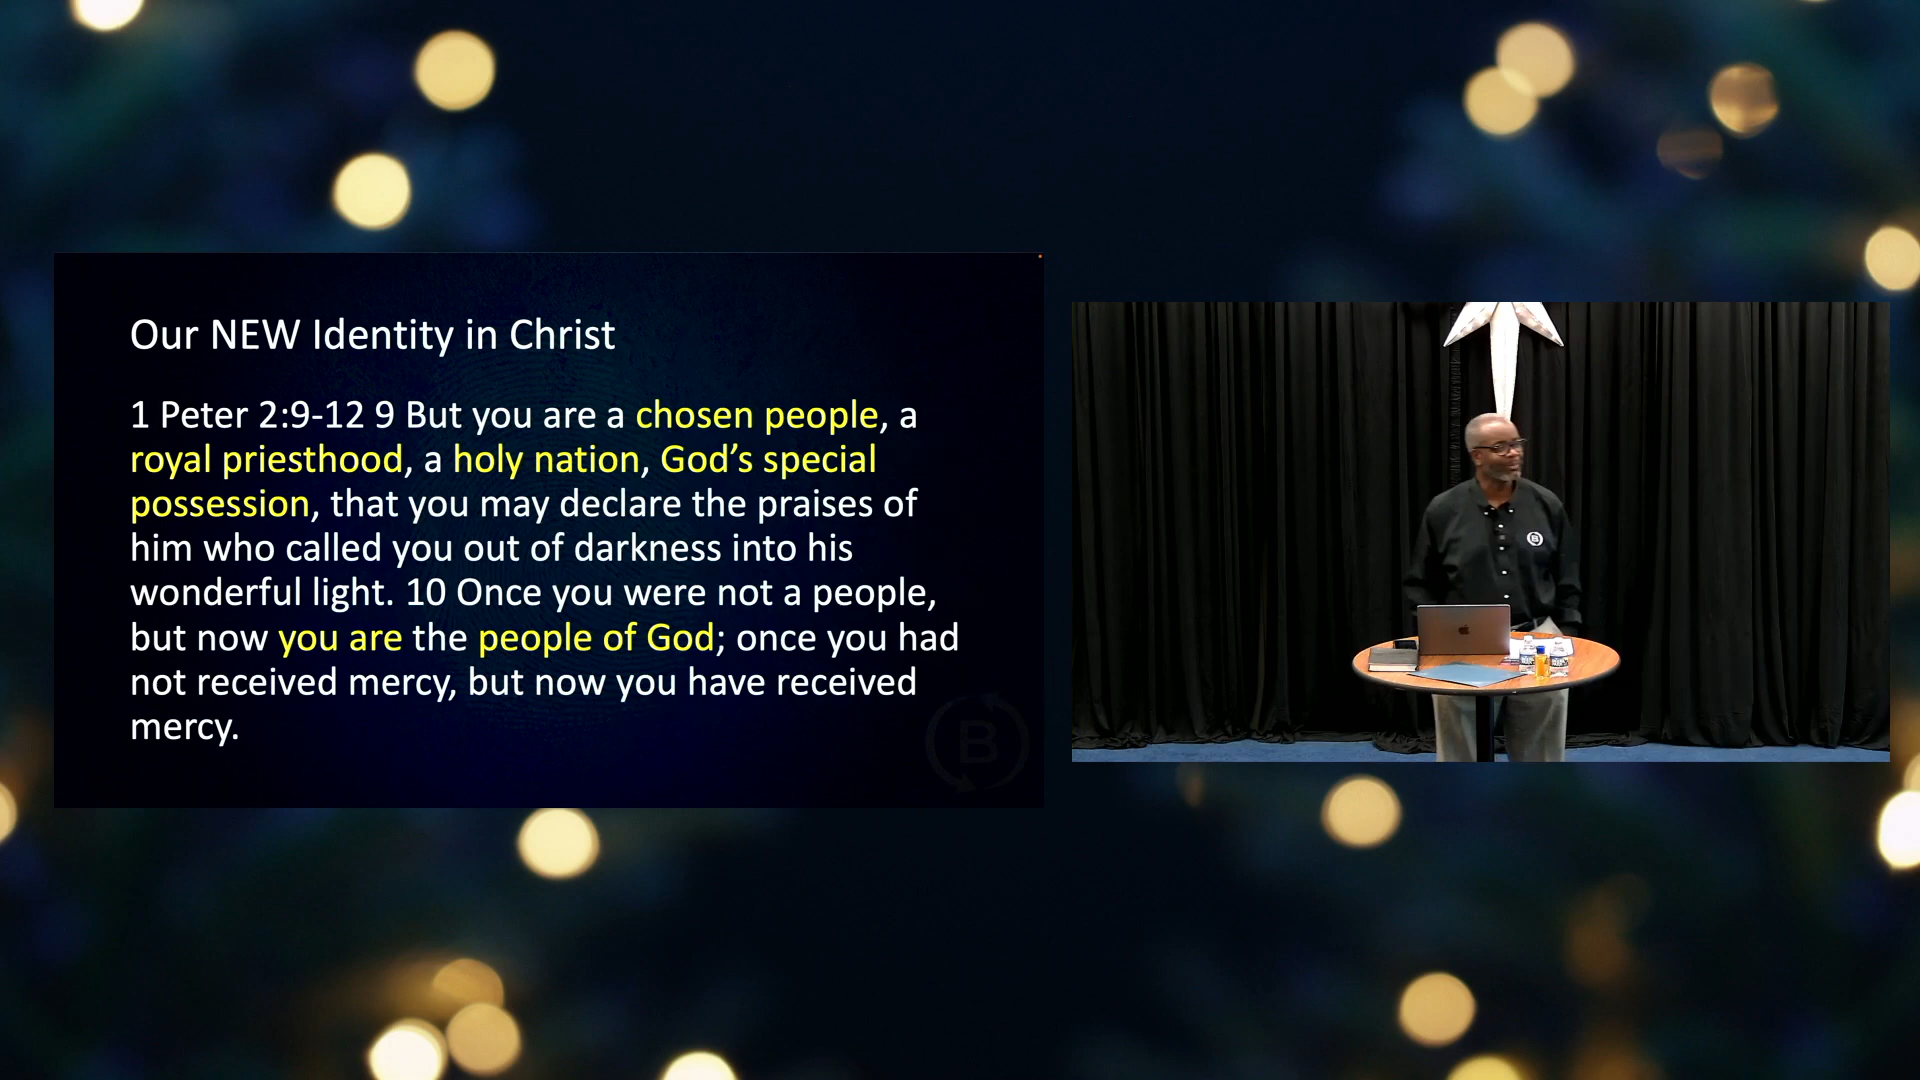 Our NEW Identity in Christ
1 Peter 2:9-12 9 But you are a chosen people, a
royal priesthood, a holy nation, God’s special
possession, that you may declare the praises of
him who called you out of darkness into his
wonderful light. 10 Once you were not a people,
but now you are the people of God; once you had
not received mercy, but now you have received
mercy.
B
B